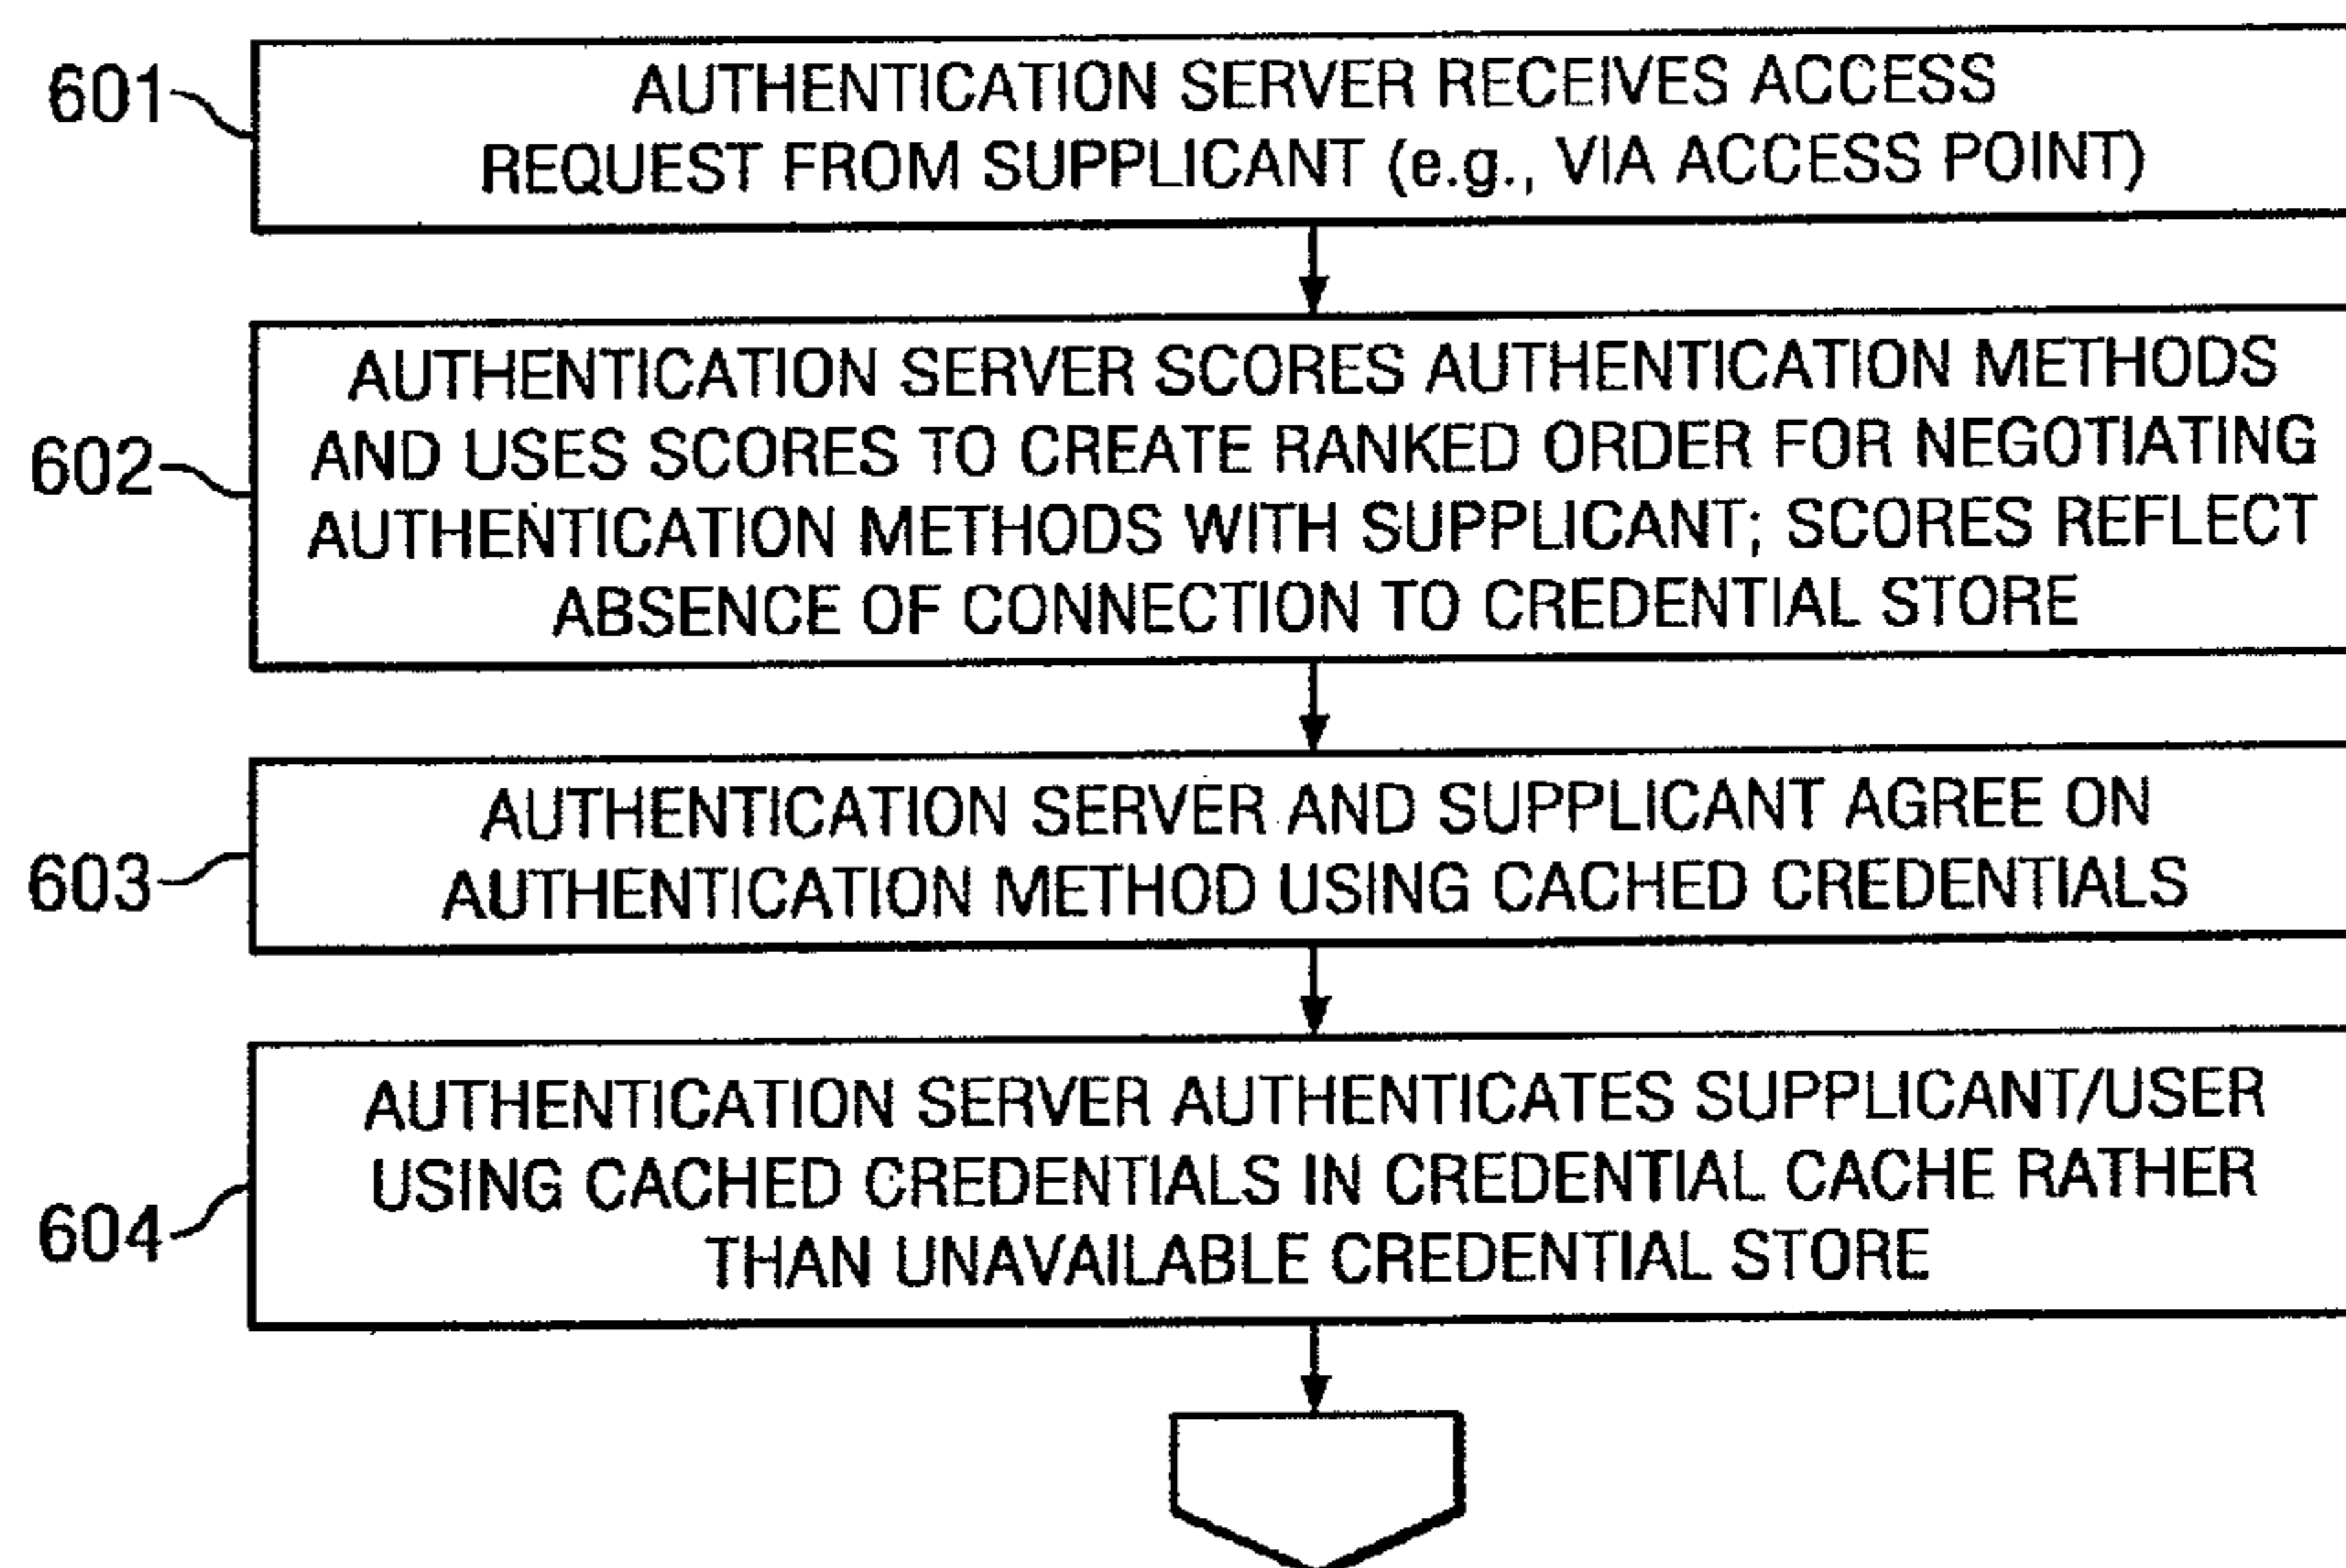 601
AUTHENTICATION SERVER RECEIVES ACCESS
REQUEST FROM SUPPLICANT (e.g., VIA ACCESS POINT)
602
AUTHENTICATION SERVER SCORES AUTHENTICATION METHODS
AND USES SCORES TO CREATE RANKED ORDER FOR NEGOTIATING
AUTHENTICATION METHODS WITH SUPPLICANT; SCORES REFLECT
ABSENCE OF CONNECTION TO CREDENTIAL STORE
603
AUTHENTICATION SERVER AND SUPPLICANT AGREE ON
AUTHENTICATION METHOD USING CACHED CREDENTIALS
604
AUTHENTICATION SERVER AUTHENTICATES SUPPLICANT/USER
USING CACHED CREDENTIALS IN CREDENTIAL CACHE RATHER
THAN UNAVAILABLE CREDENTIAL STORE